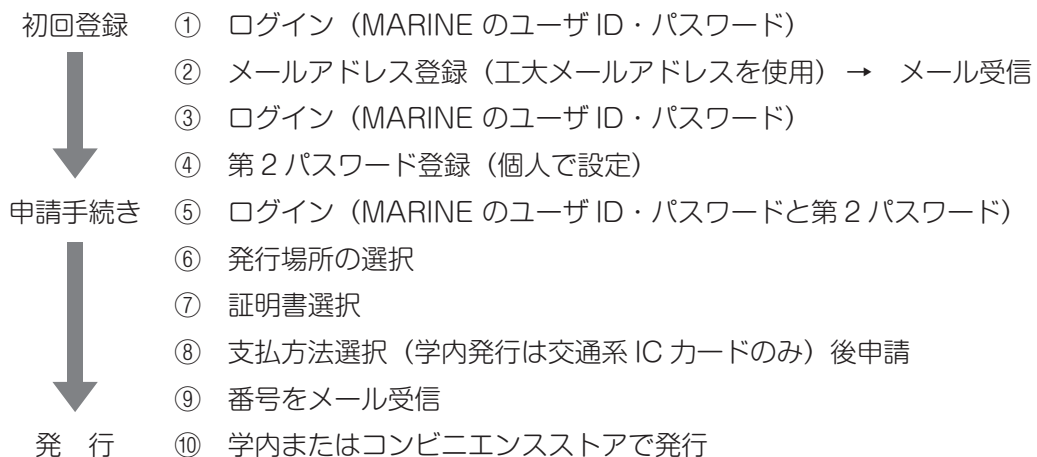 初回登録 ① ログイン（MARINE のユーザ ID・パスワード）
② メールアドレス登録（工大メールアドレスを使用）→ メール受信
③ ログイン（MARINE のユーザ ID・パスワード）
④ 第２パスワード登録（個人で設定）
申請手続き ⑤ ログイン（MARINE のユーザ ID・パスワードと第２パスワード）
⑥ 発行場所の選択
⑦ 証明書選択
⑧ 支払方法選択（学内発行は交通系 IC カードのみ）後申請
⑨ 番号をメール受信
発　行 ⑩ 学内またはコンビニエンスストアで発行